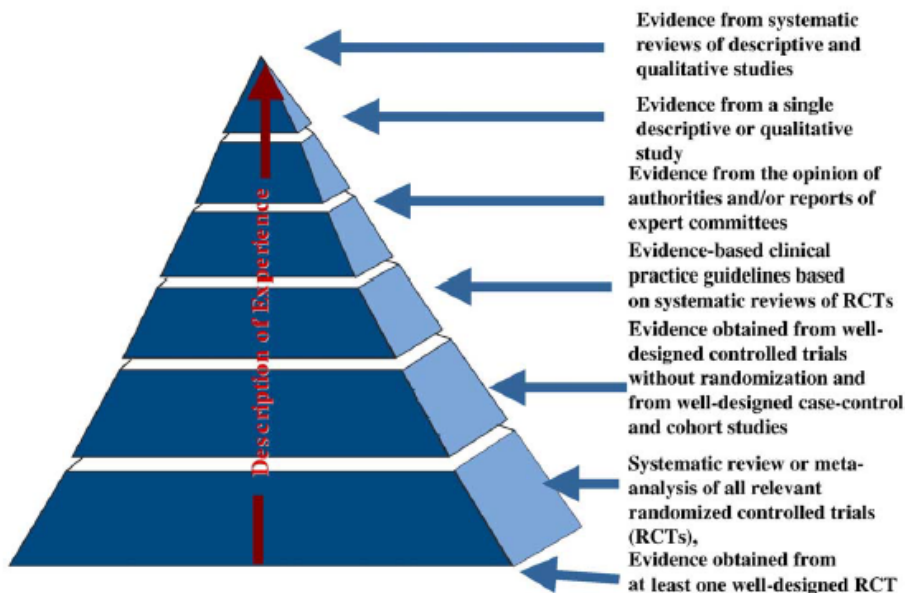 Evidence from systematic
reviews of descriptive and
qualitative studies
Evidence from a single
descriptive or qualitative
study
Evidence from the opinion of
authorities and/or reports of
expert committees
Evidence-based clinical
practice guidelines based
on systematic reviews of RCTs
Evidence obtained from well-
designed controlled trials
without randomization and
from well-designed case-control
and cohort studies
Systematic review or meta-
analysis of all relevant
randomized controlled trials
(RCTs),
Evidence obtained from
at least one well-designed RCT
Description of Experience